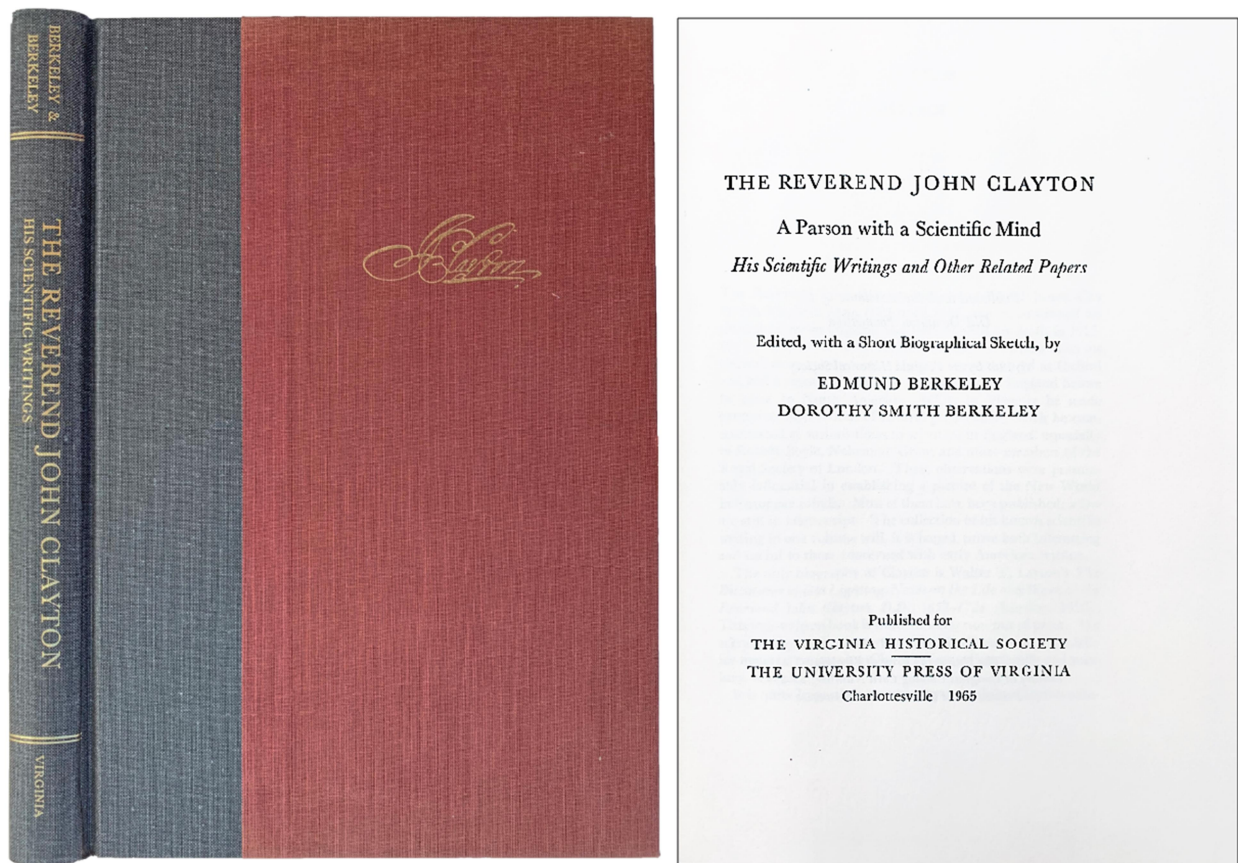 BERKELEY &
BERKELEY
THE REVEREND JOHN CLAYTON
HIS SCIENTIFIC WRITINGS
VIRGINIA
THE REVEREND JOHN CLAYTON
A Parson with a Scientific Mind
His Scientific Writings and Other Related Papers
Edited, with a Short Biographical Sketch, by
EDMUND BERKELEY
DOROTHY SMITH BERKELEY
Published for
THE VIRGINIA HISTORICAL SOCIETY
THE UNIVERSITY PRESS OF VIRGINIA
Charlottesville 1965